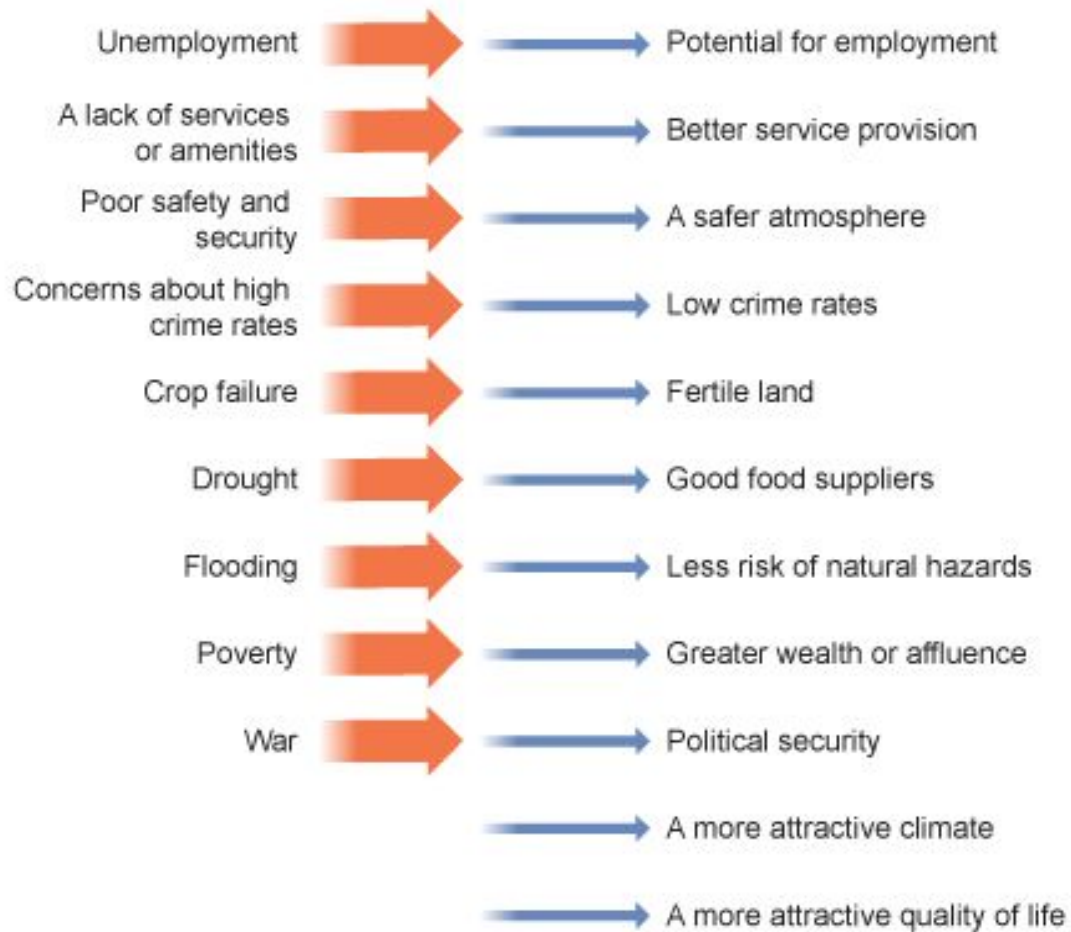 Unemployment
Potential for employment
A lack of services
or amenities
Better service provision
Poor safety and
security
A safer atmosphere
Concerns about high
crime rates
Low crime rates
Crop failure
Fertile land
Drought
Good food suppliers
Flooding
Less risk of natural hazards
Poverty
Greater wealth or affluence
War
Political security
A more attractive climate
A more attractive quality of life